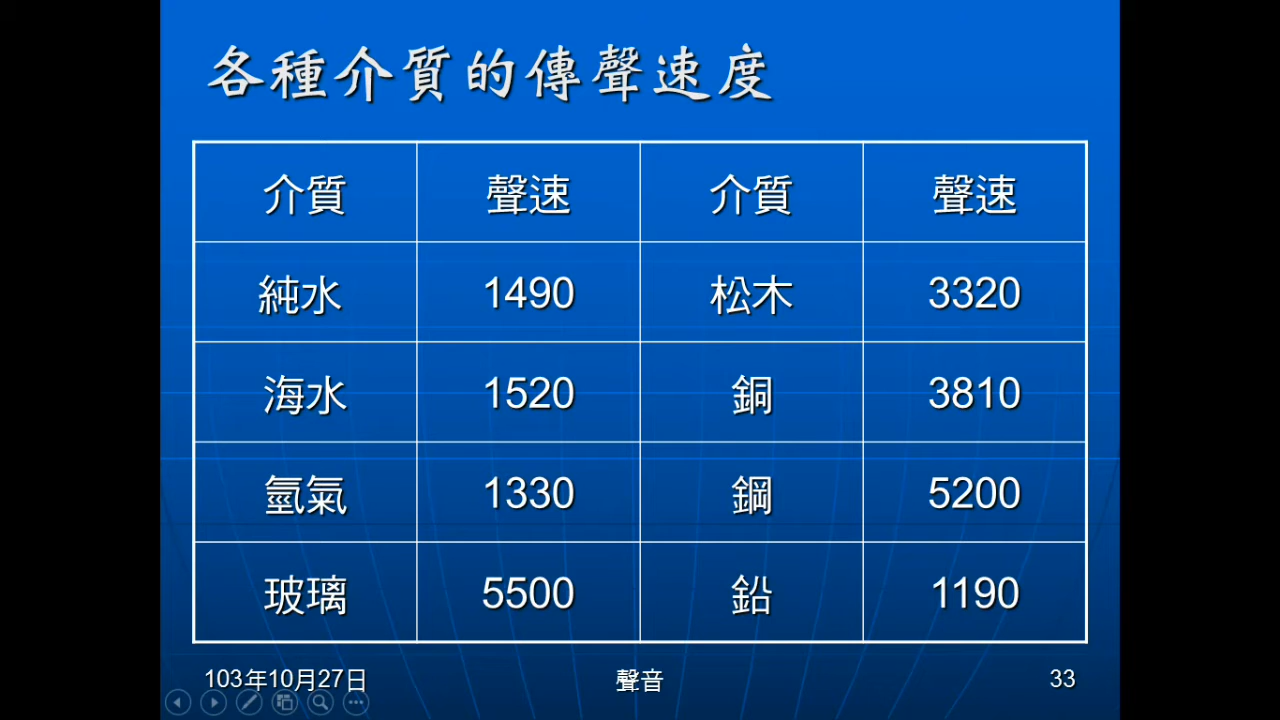 各種介質的傳聲速度
介質 聲速 介質 聲速
純水 1490 松木 3320
海水 1520 銅 3810
氫氣 1330 鋼 5200
玻璃 5500 鉛 1190
103年10月27日 聲音 33